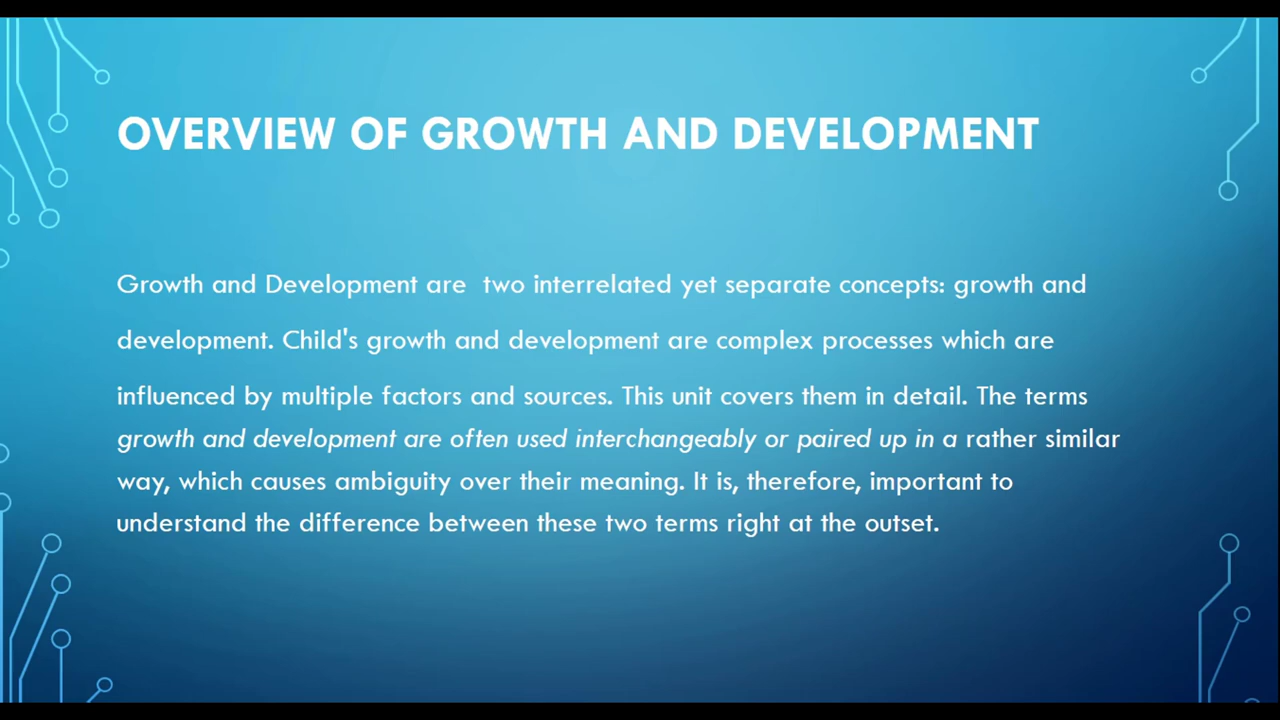 OVERVIEW OF GROWTH AND DEVELOPMENT
Growth and Development are  two interrelated yet separate concepts: growth and
development. Child's growth and development are complex processes which are
influenced by multiple factors and sources. This unit covers them in detail. The terms
growth and development are often used interchangeably or paired up in a rather similar
way, which causes ambiguity over their meaning. It is, therefore, important to
understand the difference between these two terms right at the outset.